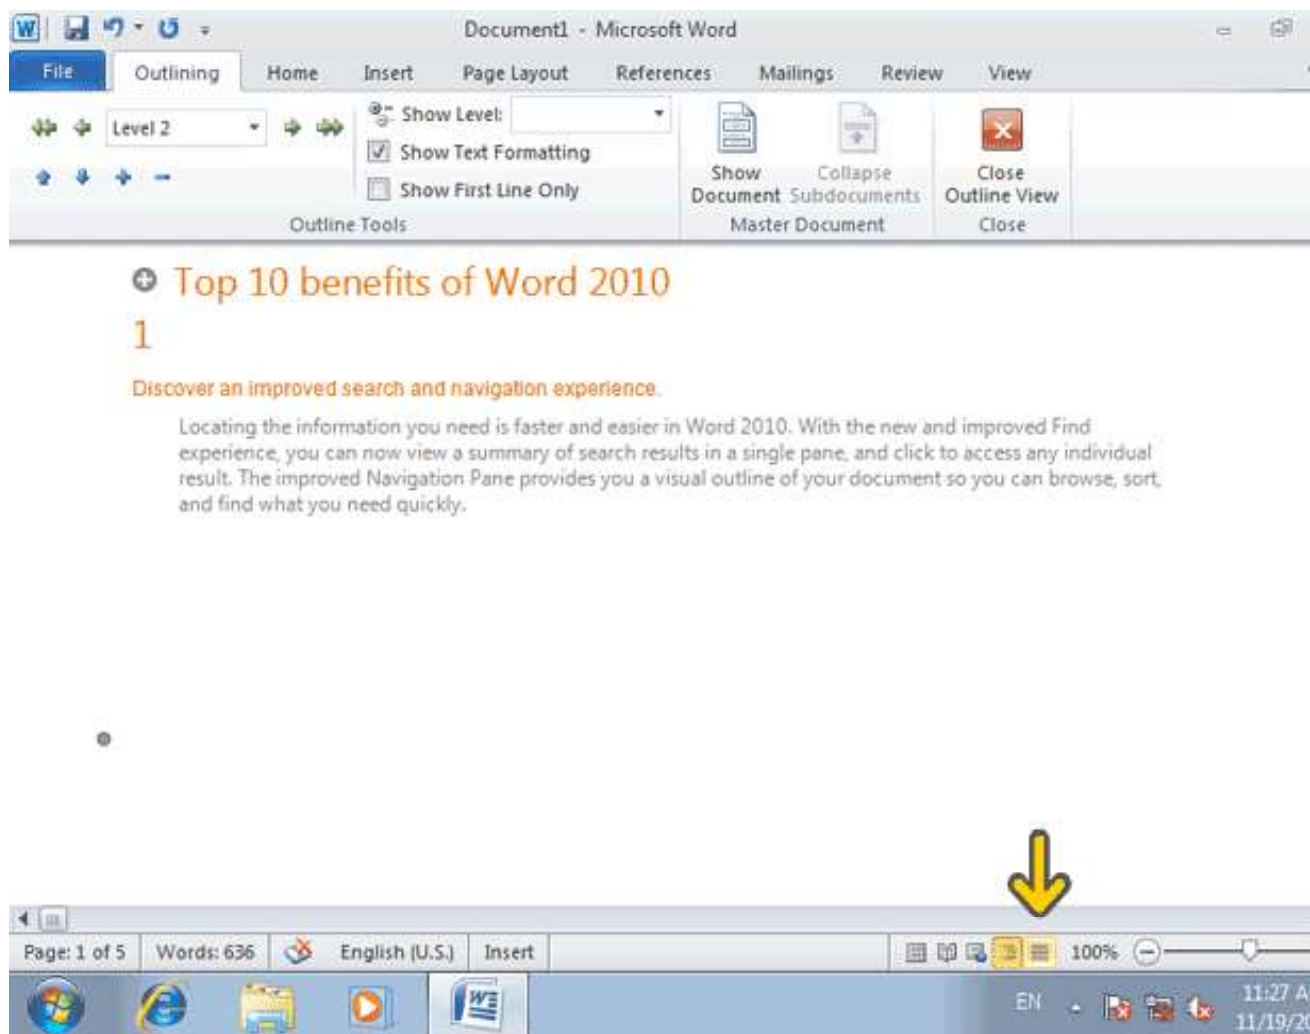 Document1 - Microsoft Word
File Outlining Home Insert Page Layout References Mailings Review View
Level 2
Show Level:
Show Text Formatting
Show First Line Only
Outline Tools
Show Document
Collapse Subdocuments
Master Document
Close Outline View
Close
Top 10 benefits of Word 2010
1
Discover an improved search and navigation experience.
Locating the information you need is faster and easier in Word 2010. With the new and improved Find
experience, you can now view a summary of search results in a single pane, and click to access any individual
result. The improved Navigation Pane provides you a visual outline of your document so you can browse, sort,
and find what you need quickly.
Page: 1 of 5 Words: 636 English (U.S.) Insert 100%
EN
11:27 A
11/19/20